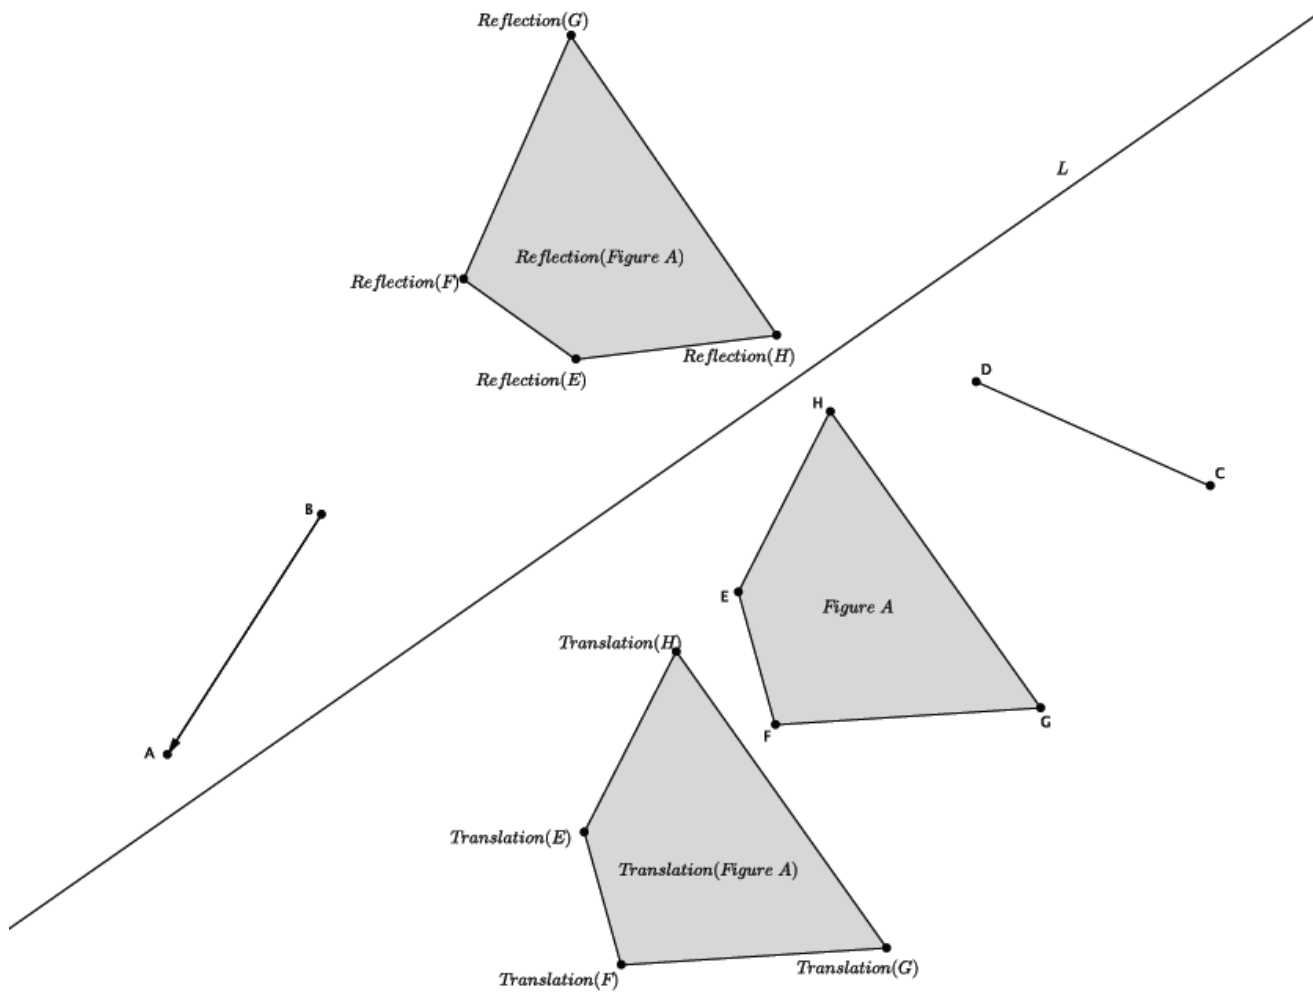 Reflection(G)
L
Reflection(Figure A)
Reflection(F)
Reflection(H)
D
Reflection(E)
H
C
B
E
Figure A
Translation(H)
G
F
A
Translation(E)
Translation(Figure A)
Translation(G)
Translation(F)